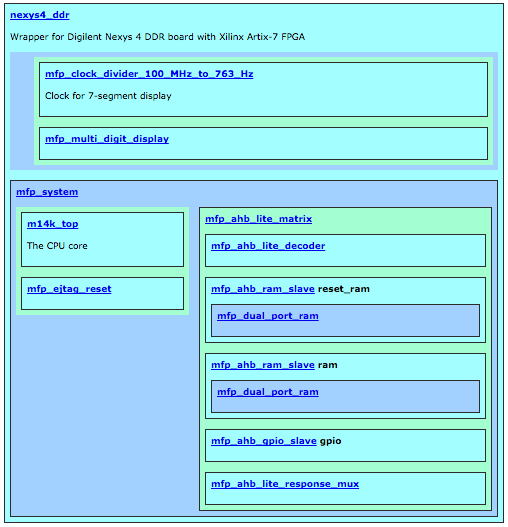 nexys4_ddr
Wrapper for Digilent Nexys 4 DDR board with Xilinx Artix-7 FPGA
mfp_clock_divider_100_MHz_to_763_Hz
Clock for 7-segment display
mfp_multi_digit_display
mfp_system
m14k_top
The CPU core
mfp_ejtag_reset
mfp_ahb_lite_matrix
mfp_ahb_lite_decoder
mfp_ahb_ram_slave reset_ram
mfp_dual_port_ram
mfp_ahb_ram_slave ram
mfp_dual_port_ram
mfp_ahb_gpio_slave gpio
mfp_ahb_lite_response_mux